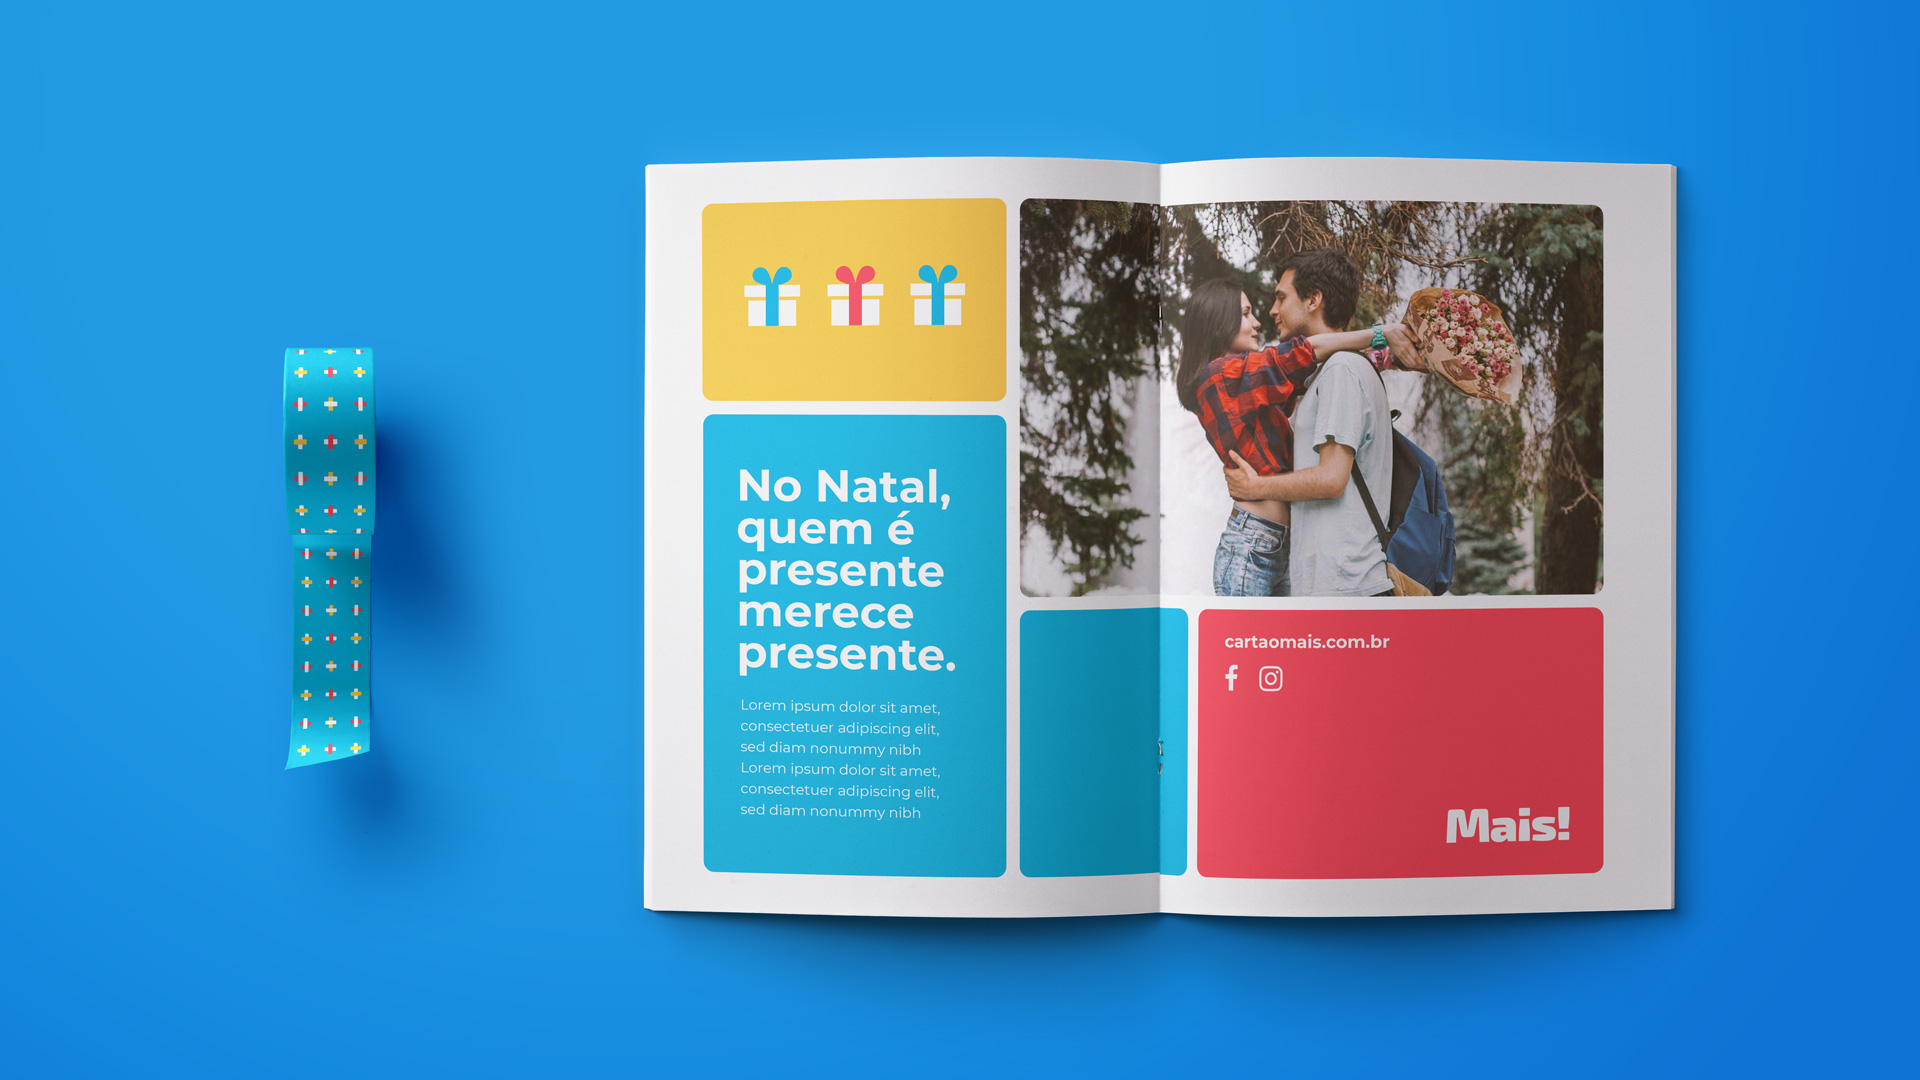 No Natal,
quem é
presente
merece
presente.
Lorem ipsum dolor sit amet,
consectetuer adipiscing elit,
sed diam nonummy nibh
Lorem ipsum dolor sit amet,
consectetuer adipiscing elit,
sed diam nonummy nibh
cartaomais.com.br
Mais!